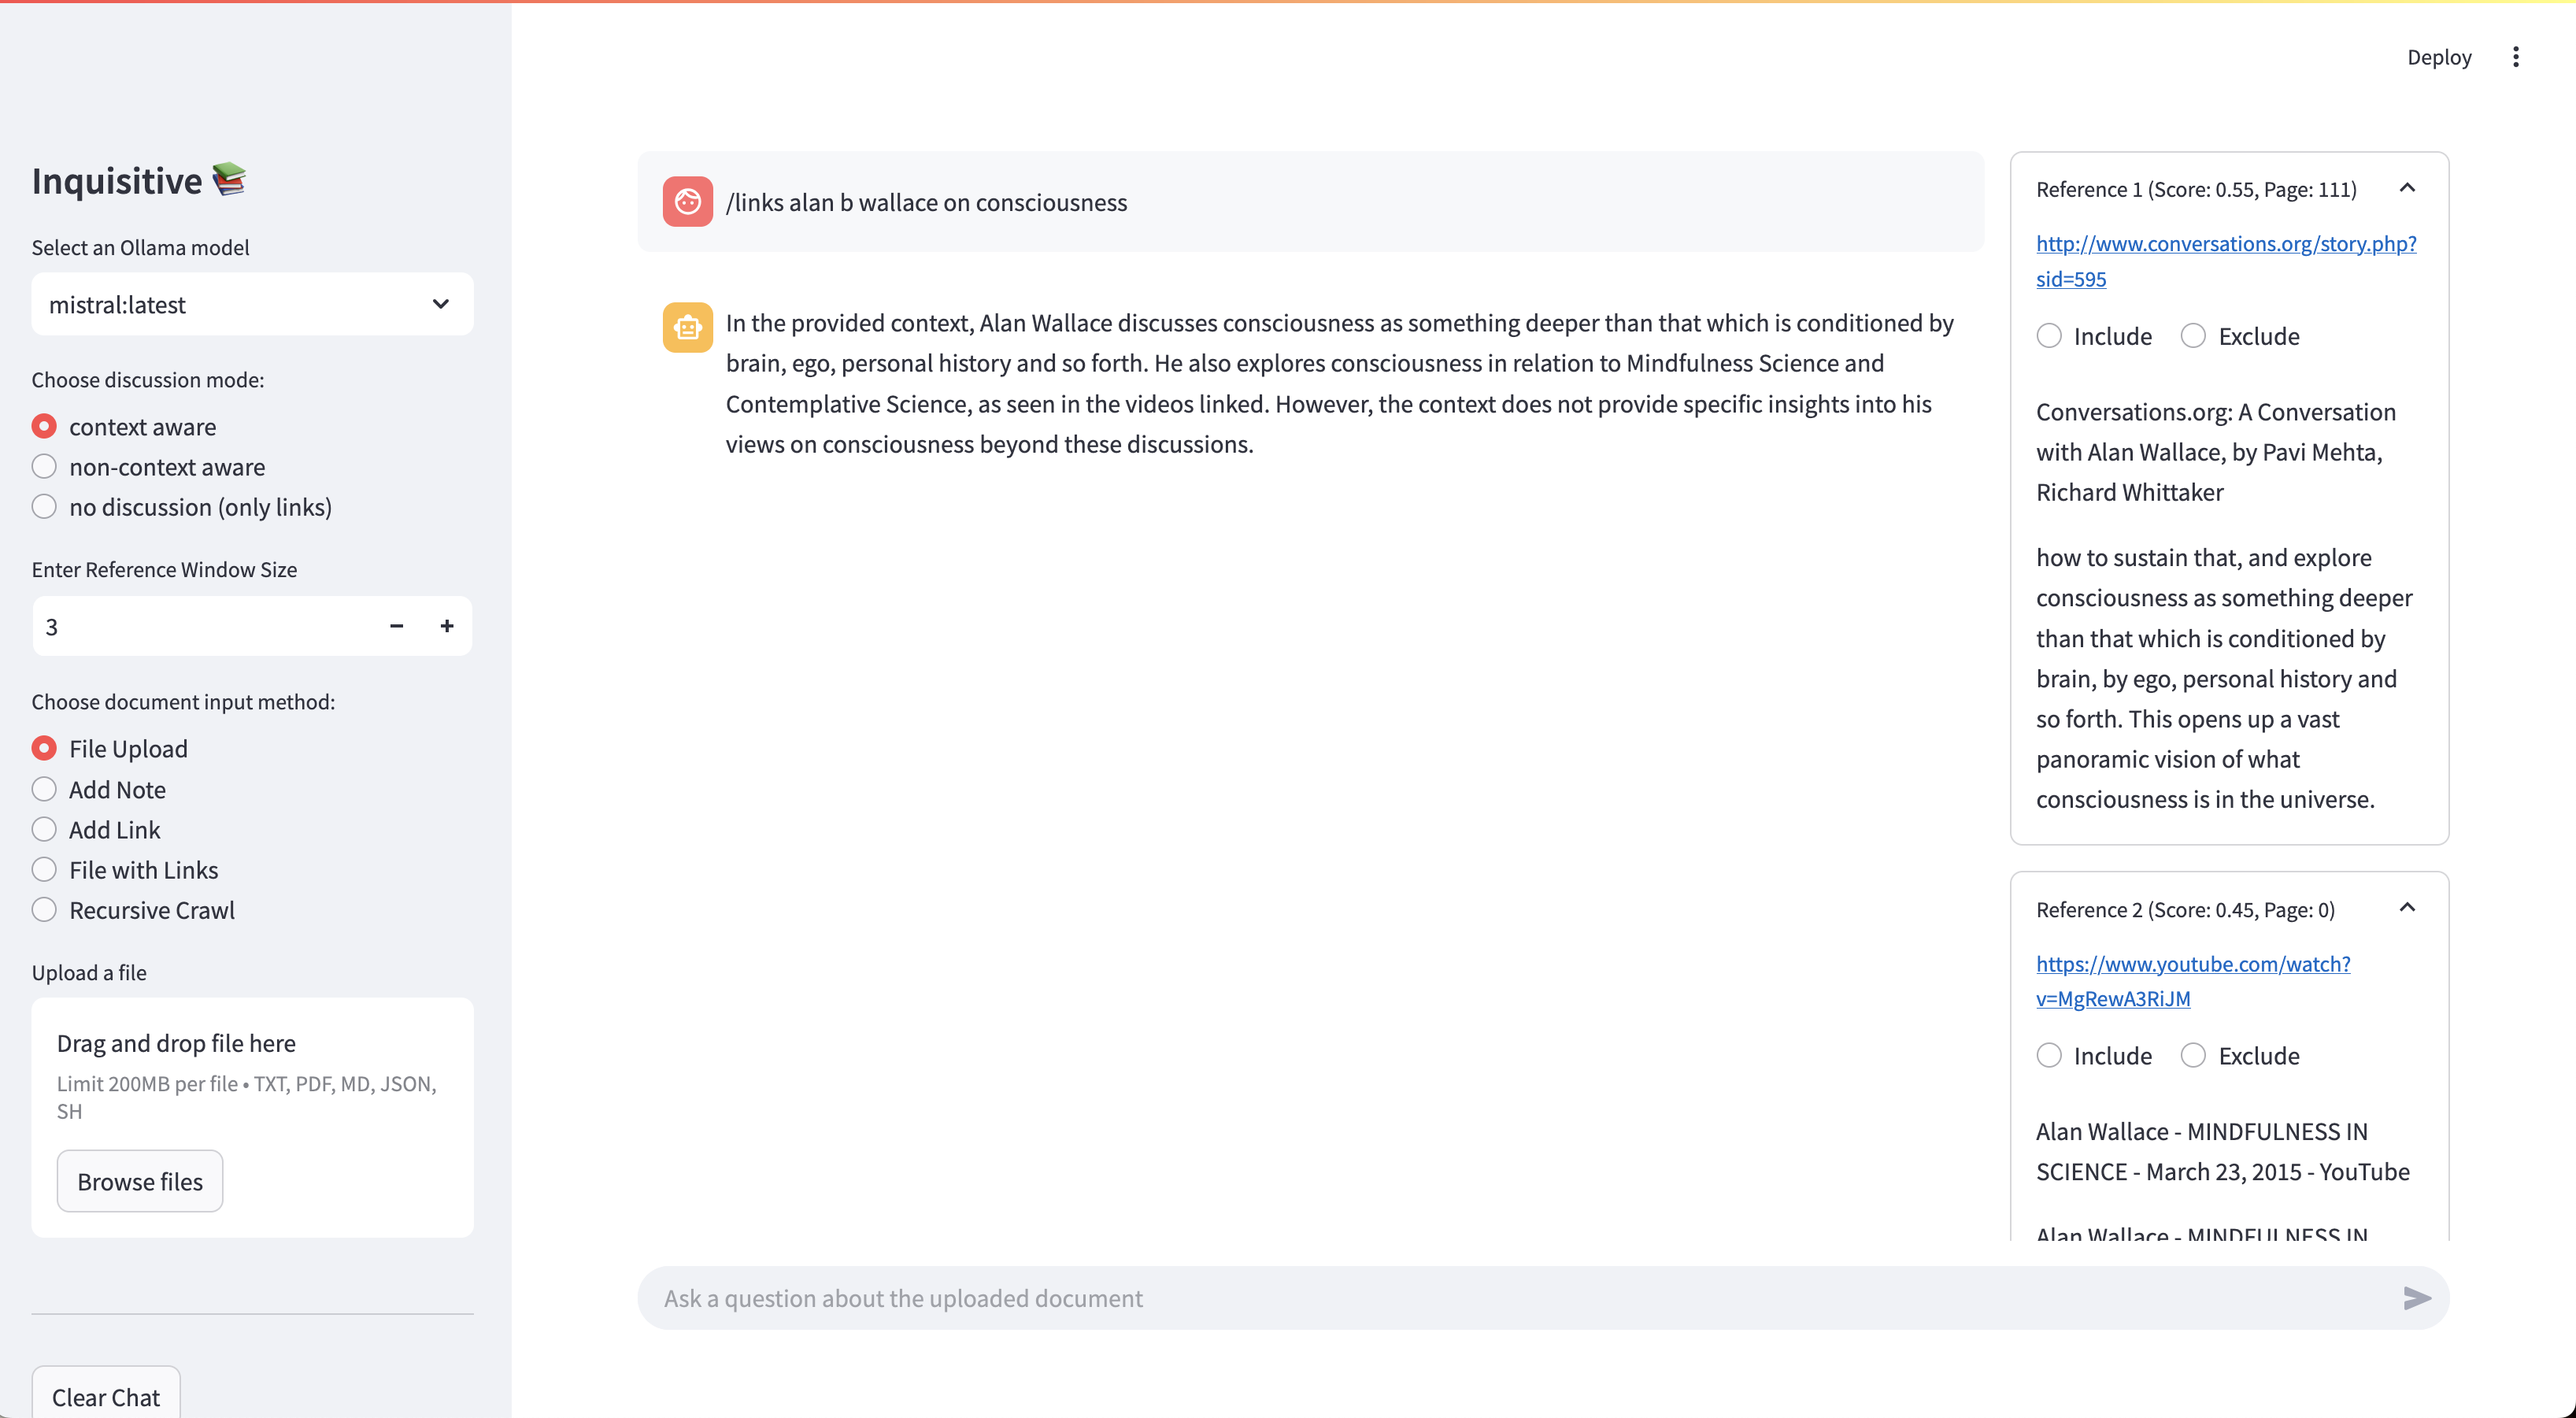 Deploy
Inquisitive 📚
Select an Ollama model
mistral:latest
Choose discussion mode:
context aware
non-context aware
no discussion (only links)
Enter Reference Window Size
3
Choose document input method:
File Upload
Add Note
Add Link
File with Links
Recursive Crawl
Upload a file
Drag and drop file here
Limit 200MB per file • TXT, PDF, MD, JSON,
SH
Browse files
Clear Chat
/links alan b wallace on consciousness
In the provided context, Alan Wallace discusses consciousness as something deeper than that which is conditioned by
brain, ego, personal history and so forth. He also explores consciousness in relation to Mindfulness Science and
Contemplative Science, as seen in the videos linked. However, the context does not provide specific insights into his
views on consciousness beyond these discussions.
Reference 1 (Score: 0.55, Page: 111)
http://www.conversations.org/story.php?
sid=595
Include Exclude
Conversations.org: A Conversation
with Alan Wallace, by Pavi Mehta,
Richard Whittaker
how to sustain that, and explore
consciousness as something deeper
than that which is conditioned by
brain, by ego, personal history and
so forth. This opens up a vast
panoramic vision of what
consciousness is in the universe.
Reference 2 (Score: 0.45, Page: 0)
https://www.youtube.com/watch?
v=MgRewA3RiJM
Include Exclude
Alan Wallace - MINDFULNESS IN
SCIENCE - March 23, 2015 - YouTube
Alan Wallace - MINDFULNESS IN
Ask a question about the uploaded document